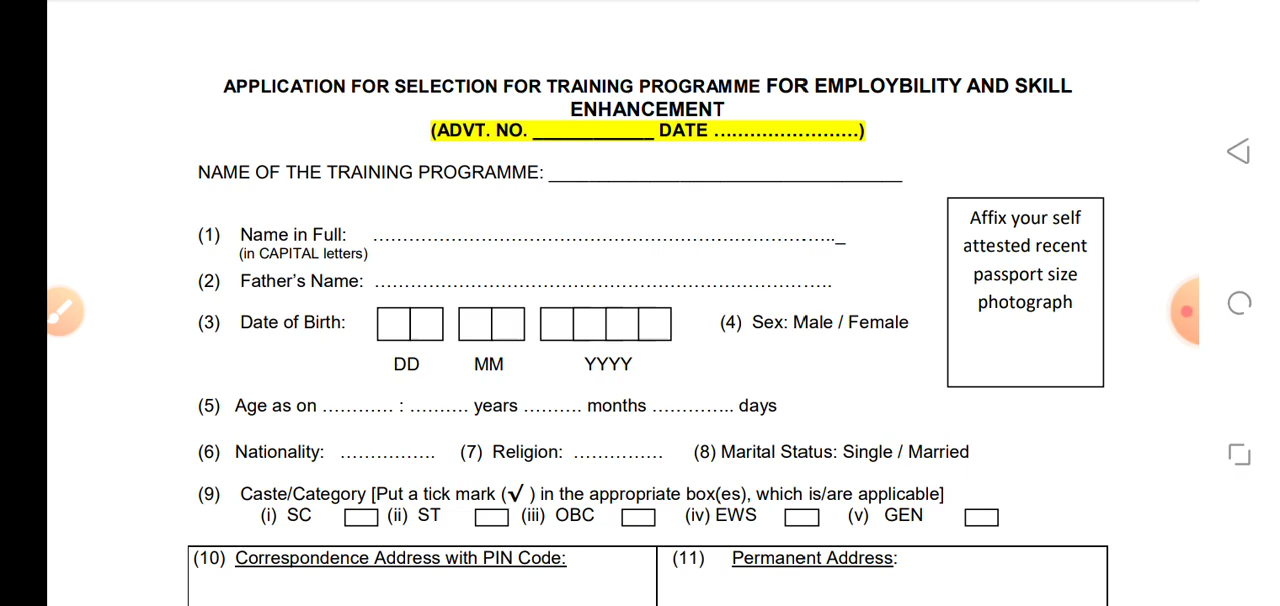 APPLICATION FOR SELECTION FOR TRAINING PROGRAMME FOR EMPLOYBILITY AND SKILL
ENHANCEMENT
(ADVT. NO. ____________ DATE ……………………)
NAME OF THE TRAINING PROGRAMME: ___________________________________
Affix your self
attested recent
passport size
photograph
(1) Name in Full: ……………………………………………………………………_
(in CAPITAL letters)
(2) Father’s Name: ……………………………………………………………………
(3) Date of Birth: (4) Sex: Male / Female
DD MM YYYY
(5) Age as on ………… : ………. years ………. months ………….. days
(6) Nationality: ……………. (7) Religion: …………… (8) Marital Status: Single / Married
(9) Caste/Category [Put a tick mark (√ ) in the appropriate box(es), which is/are applicable]
(i) SC (ii) ST (iii) OBC (iv) EWS (v) GEN
(10) Correspondence Address with PIN Code: (11) Permanent Address: